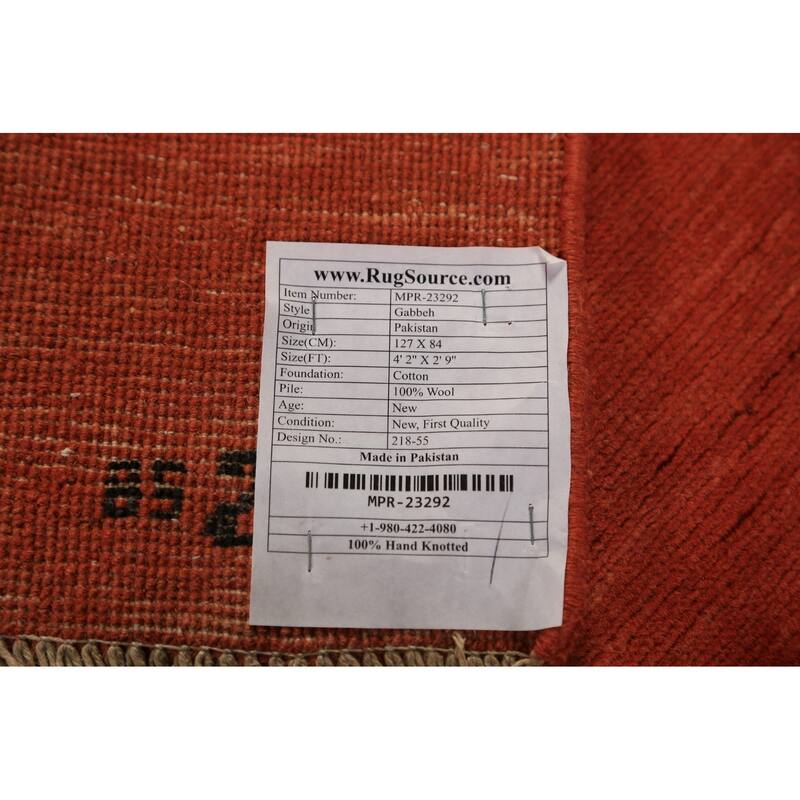 www.RugSource.com
Item Number: MPR-23292
Style Gabbeh
Origin Pakistan
Size(CM): 127 X 84
Size(FT): 4' 2" X 2' 9"
Foundation: Cotton
Pile: 100% Wool
Age: New
Condition: New, First Quality
Design No.: 218-55
Made in Pakistan
MPR-23292
+1-980-422-4080
100% Hand Knotted